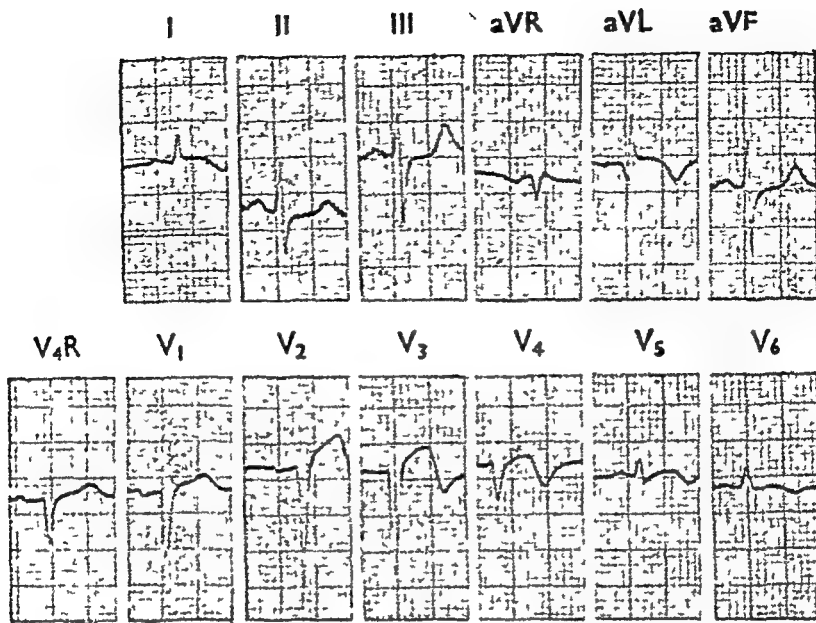 I II III aVR aVL aVF
V₄R V₁ V₂ V₃ V₄ V₅ V₆